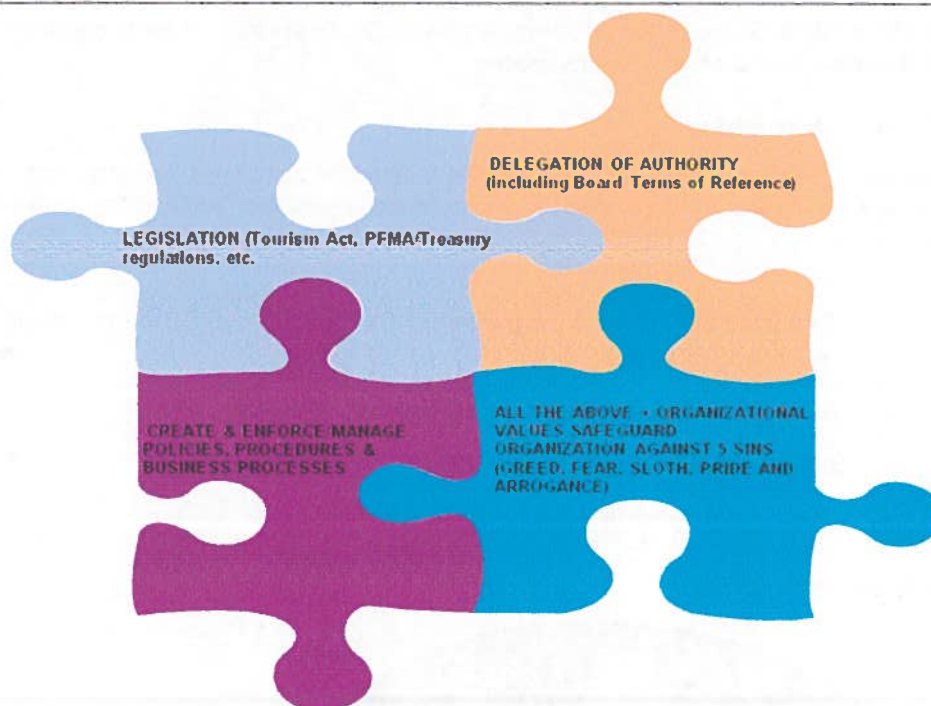 DELEGATION OF AUTHORITY
(including Board Terms of Reference)
LEGISLATION (Tourism Act, PFMA/Treasury
regulations, etc.
CREATE & ENFORCE MANAGE
POLICIES, PROCEDURES &
BUSINESS PROCESSES
ALL THE ABOVE + ORGANIZATIONAL
VALUES SAFEGUARD
ORGANIZATION AGAINST 5 SINS
(GREED, FEAR, SLOTH, PRIDE AND
ARROGANCE)